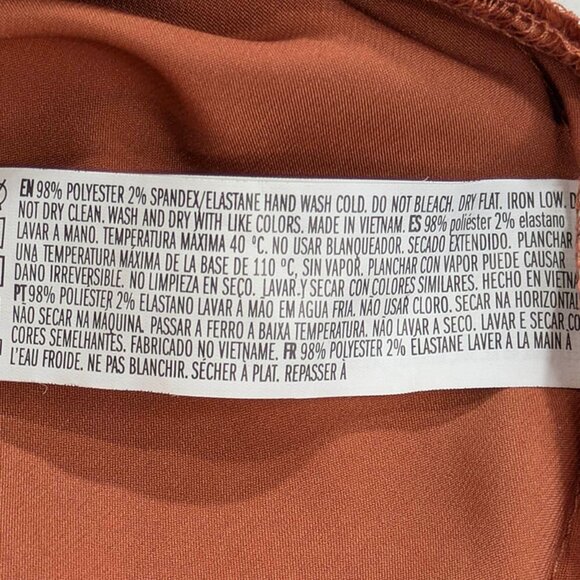 EN 98% POLYESTER 2% SPANDEX/ELASTANE HAND WASH COLD. DO NOT BLEACH. DRY FLAT. IRON LOW. D
NOT DRY CLEAN. WASH AND DRY WITH LIKE COLORS. MADE IN VIETNAM. ES 98% poliéster 2% elastano
LAVAR A MANO. TEMPERATURA MÁXIMA 40 °C. NO USAR BLANQUEADOR. SECADO EXTENDIDO. PLANCHAR
UNA TEMPERATURA MÁXIMA DE LA BASE DE 110 °C, SIN VAPOR. PLANCHAR CON VAPOR PUEDE CAUSAR
DANO IRREVERSIBLE. NO LIMPIEZA EN SECO. LAVAR Y SECAR CON COLORES SIMILARES. HECHO EN VIETNA
PT 98% POLIÉSTER 2% ELASTANO LAVAR À MÃO EM ÁGUA FRIA. NÃO USAR CLORO. SECAR NA HORIZONTA
NÃO SECAR NA MÁQUINA. PASSAR A FERRO A BAIXA TEMPERATURA. NÃO LAVAR A SECO. LAVAR E SECAR CO
CORES SEMELHANTES. FABRICADO NO VIETNAME. FR 98% POLYESTER 2% ELASTANE LAVER À LA MAIN À
L'EAU FROIDE. NE PAS BLANCHIR. SÉCHER À PLAT. REPASSER À